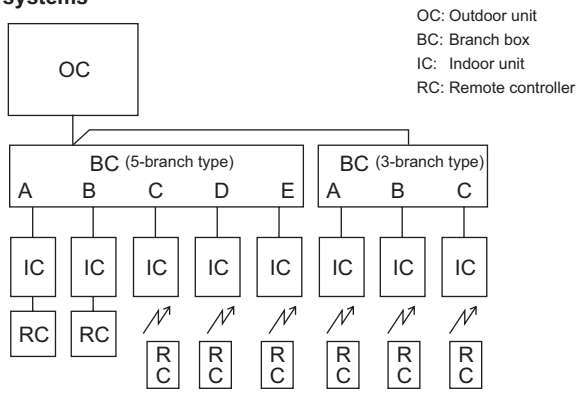 systems
OC: Outdoor unit
BC: Branch box
IC: Indoor unit
RC: Remote controller
OC
BC (5-branch type)
A B C D E
BC (3-branch type)
A B C
IC IC IC IC IC IC IC IC
RC RC
R R R R R R
C C C C C C